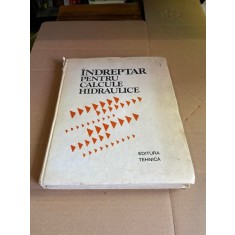 ÎNDREPTAR
PENTRU
CALCULE
HIDRAULICE
EDITURA
TEHNICĂ